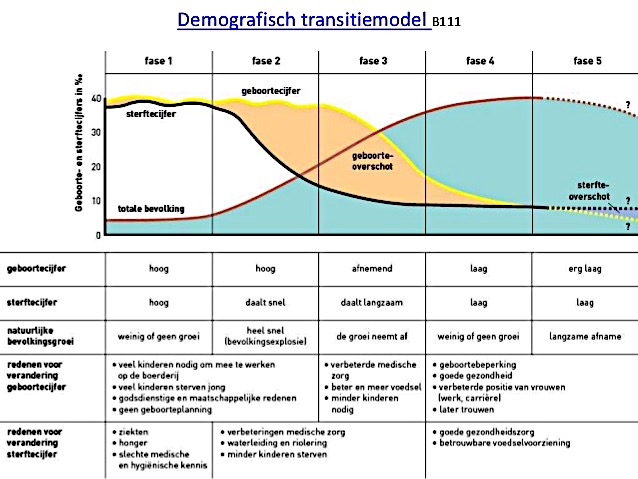 Demografisch transitiemodel B111
fase 1 fase 2 fase 3 fase 4 fase 5
Geboorte- en sterftecijfers in ‰
40
30
20
10
0
geboortecijfer
sterftecijfer
totale bevolking
geboorte-
overschot
sterfte-
overschot
?
?
?
geboortecijfer hoog hoog afnemend laag erg laag
sterftecijfer hoog daalt snel daalt langzaam laag laag
natuurlijke
bevolkingsgroei weinig of geen groei heel snel
(bevolkingsexplosie) de groei neemt af weinig of geen groei langzame afname
redenen voor
verandering
geboortecijfer
• veel kinderen nodig om mee te werken
op de boerderij
• veel kinderen sterven jong
• godsdienstige en maatschappelijke redenen
• geen geboorteplanning
• verbeterde medische
zorg
• beter en meer voedsel
• minder kinderen
nodig
• geboortebeperking
• goede gezondheid
• verbeterde positie van vrouwen
(werk, carrière)
• later trouwen
redenen voor
verandering
sterftecijfer
• ziekten
• honger
• slechte medische
en hygiënische kennis
• verbeteringen medische zorg
• waterleiding en riolering
• minder kinderen sterven
• goede gezondheidszorg
• betrouwbare voedselvoorziening